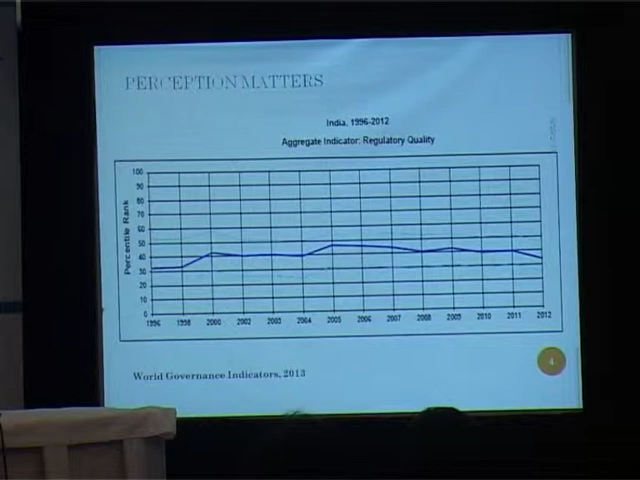 PERCEPTION MATTERS
India, 1996-2012
Aggregate Indicator: Regulatory Quality
Percentile Rank
100
90
80
70
60
50
40
30
20
10
0
1996 1998 2000 2002 2003 2004 2005 2006 2007 2008 2009 2010 2011 2012
World Governance Indicators, 2013
4